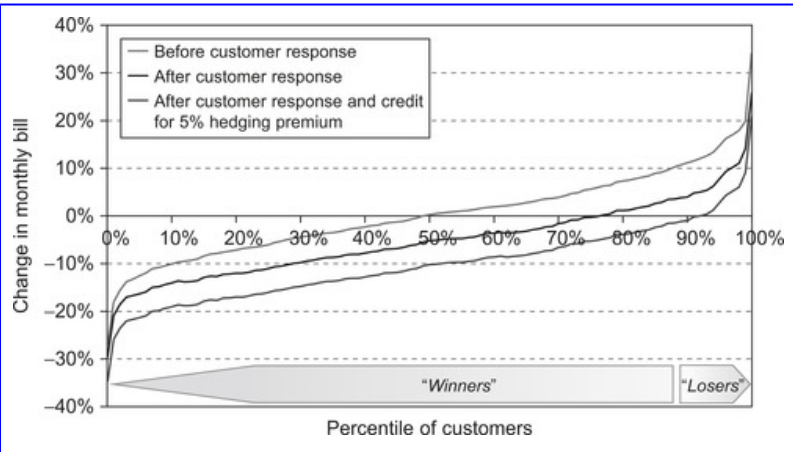 40%
30%
20%
10%
0%
–10%
–20%
–30%
–40%
Change in monthly bill
Before customer response
After customer response
After customer response and credit
for 5% hedging premium
0% 10% 20% 30% 40% 50% 60% 70% 80% 90% 100%
“Winners” “Losers”
Percentile of customers